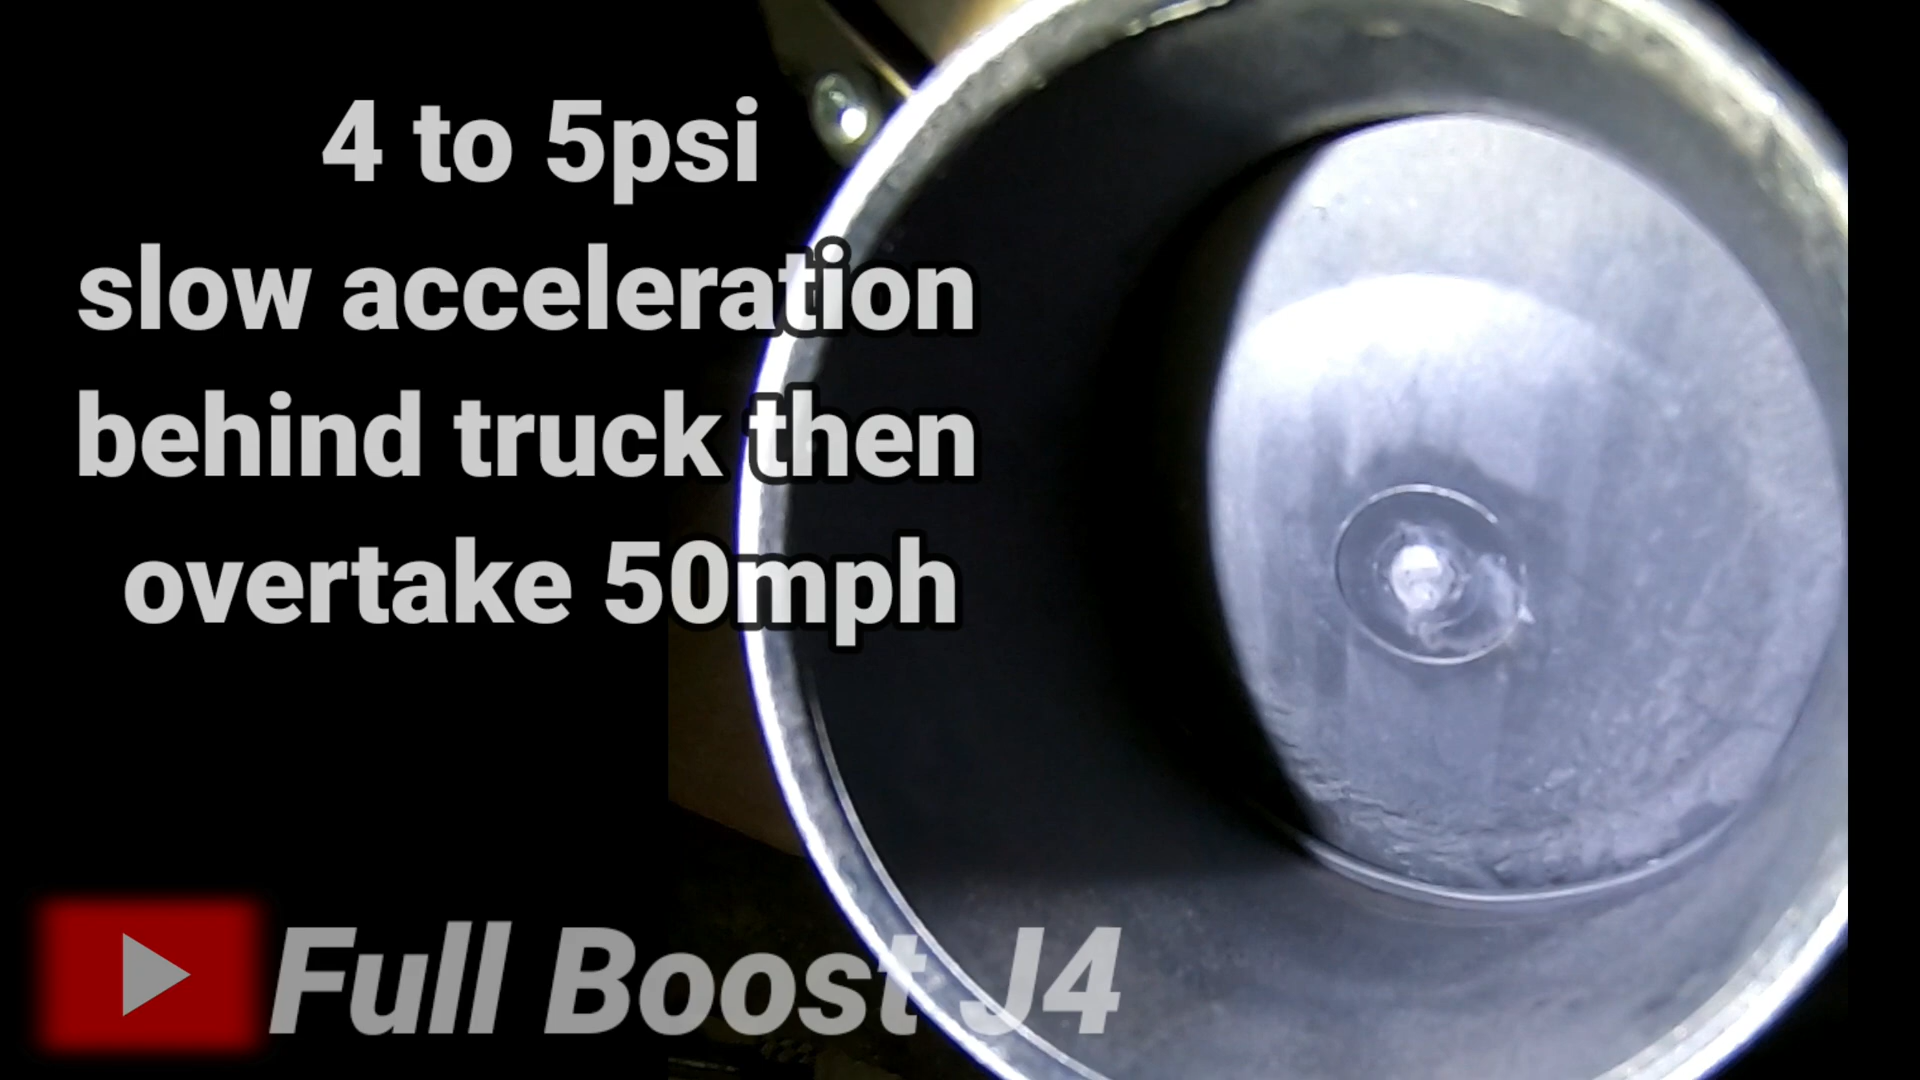 4 to 5psi
slow acceleration
behind truck then
overtake 50mph
Full Boost J4